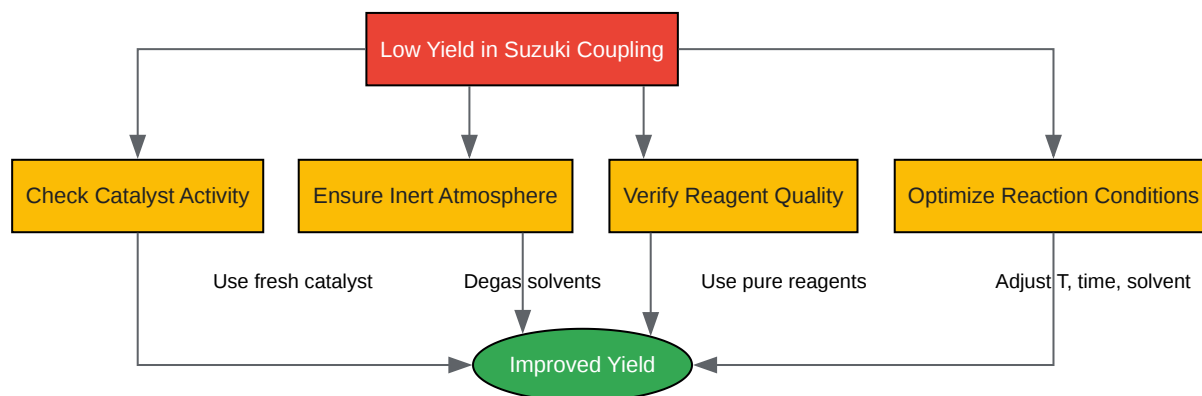 Low Yield in Suzuki Coupling
Check Catalyst Activity
Ensure Inert Atmosphere
Verify Reagent Quality
Optimize Reaction Conditions
Use fresh catalyst
Degas solvents
Use pure reagents
Adjust T, time, solvent
Improved Yield